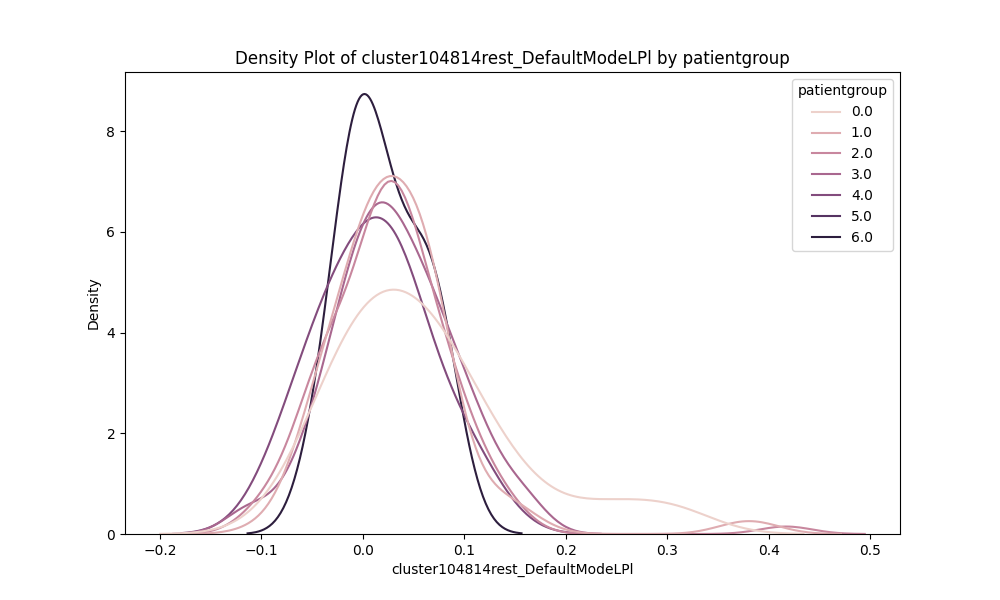 Density Plot of cluster104814rest_DefaultModeLPl by patientgroup
patientgroup
0.0
1.0
2.0
3.0
4.0
5.0
6.0
Density
8
6
4
2
0
−0.2 −0.1 0.0 0.1 0.2 0.3 0.4 0.5
cluster104814rest_DefaultModeLPl